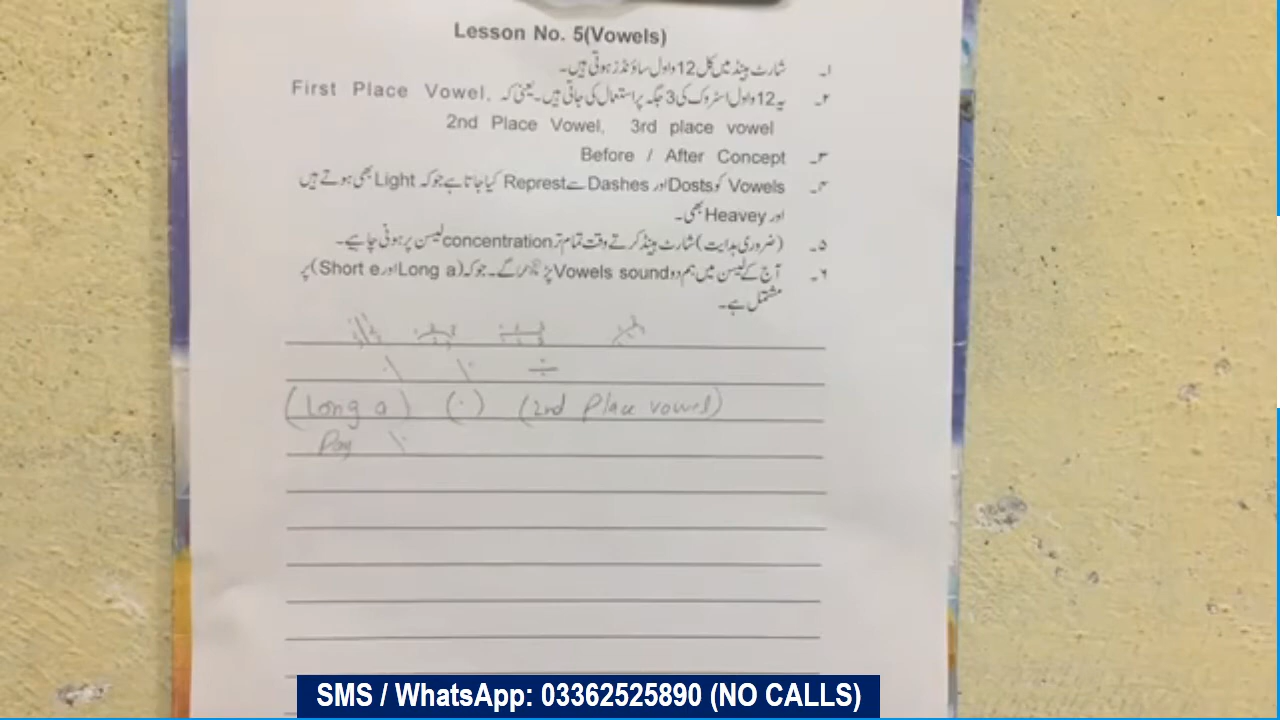 Lesson No. 5(Vowels)
۱۔ شارٹ ہینڈ میں کل 12 واول ساؤنڈز ہوتی ہیں۔
۲۔ یہ 12 واول اسٹروک کی 3 جگہ پر استعمال کی جاتی ہیں۔ یعنی کہ First Place Vowel,
2nd Place Vowel, 3rd place vowel
۳۔ Before / After Concept
۴۔ Vowels کو Dosts اور Dashes سے Represt کیا جاتا ہے جو کہ Light بھی ہوتے ہیں
اور Heavey بھی۔
۵۔ (ضروری ہدایت) شارٹ ہینڈ کرتے وقت تمام تر concentration لیسن پر ہونی چاہیے۔
۶۔ آج کے لیسن میں ہم دو Vowels sound گے۔ جو کہ (Long a اور Short e) پر
مشتمل ہے۔
(Long a) (·) (2nd Place vowel)
Pay
SMS / WhatsApp: 03362525890 (NO CALLS)